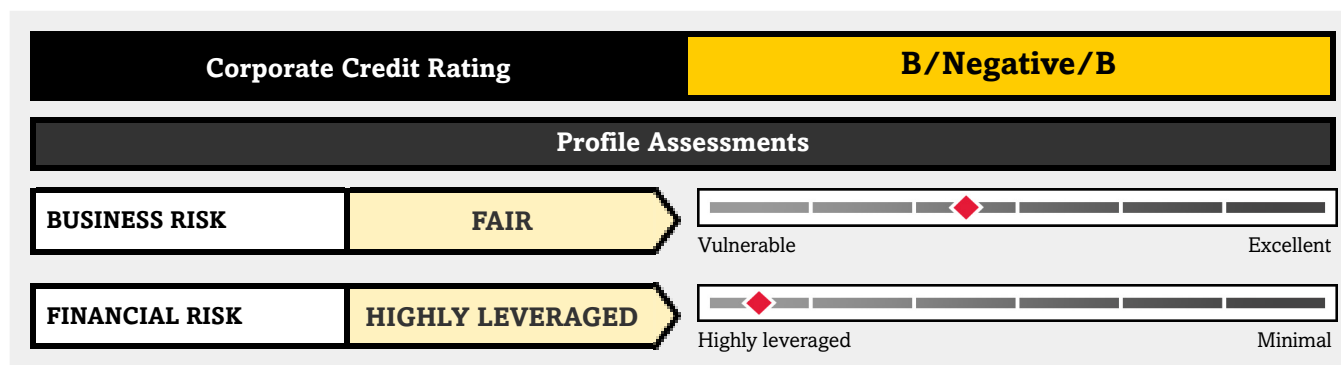 Corporate Credit Rating
B/Negative/B
Profile Assessments
BUSINESS RISK
FAIR
Vulnerable
Excellent
FINANCIAL RISK
HIGHLY LEVERAGED
Highly leveraged
Minimal